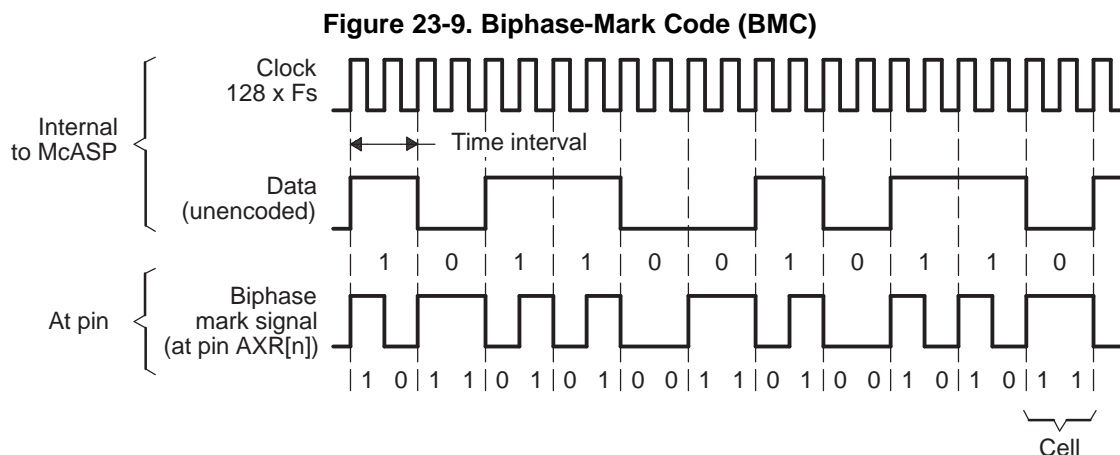 Figure 23-9. Biphase-Mark Code (BMC)
Clock
128 x Fs
Internal
to McASP
Time interval
Data
(unencoded)
1 0 1 1 0 0 1 0 1 1 0
At pin
Biphase
mark signal
(at pin AXR[n])
1 0 1 1 0 1 0 1 0 0 1 1 0 1 0 0 1 0 1 0 1 1
Cell